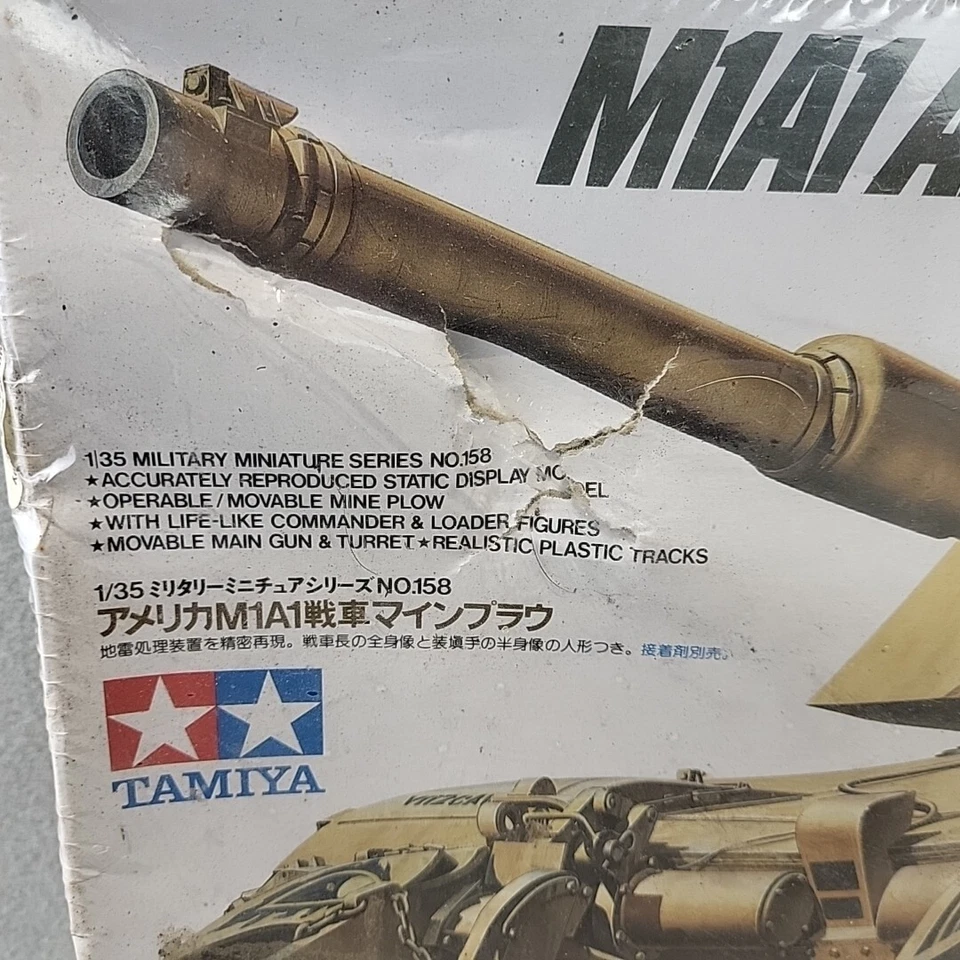 M1A1 A
1/35 MILITARY MINIATURE SERIES NO.158
★ACCURATELY REPRODUCED STATIC DISPLAY MODEL
★OPERABLE/MOVABLE MINE PLOW
★WITH LIFE-LIKE COMMANDER & LOADER FIGURES
★MOVABLE MAIN GUN & TURRET★REALISTIC PLASTIC TRACKS
1/35 ミリタリーミニチュアシリーズ NO.158
アメリカM1A1戦車マインプラウ
地雷処理装置を精密再現。戦車長の全身像と装塡手の半身像の人形つき。接着剤別売。
TAMIYA